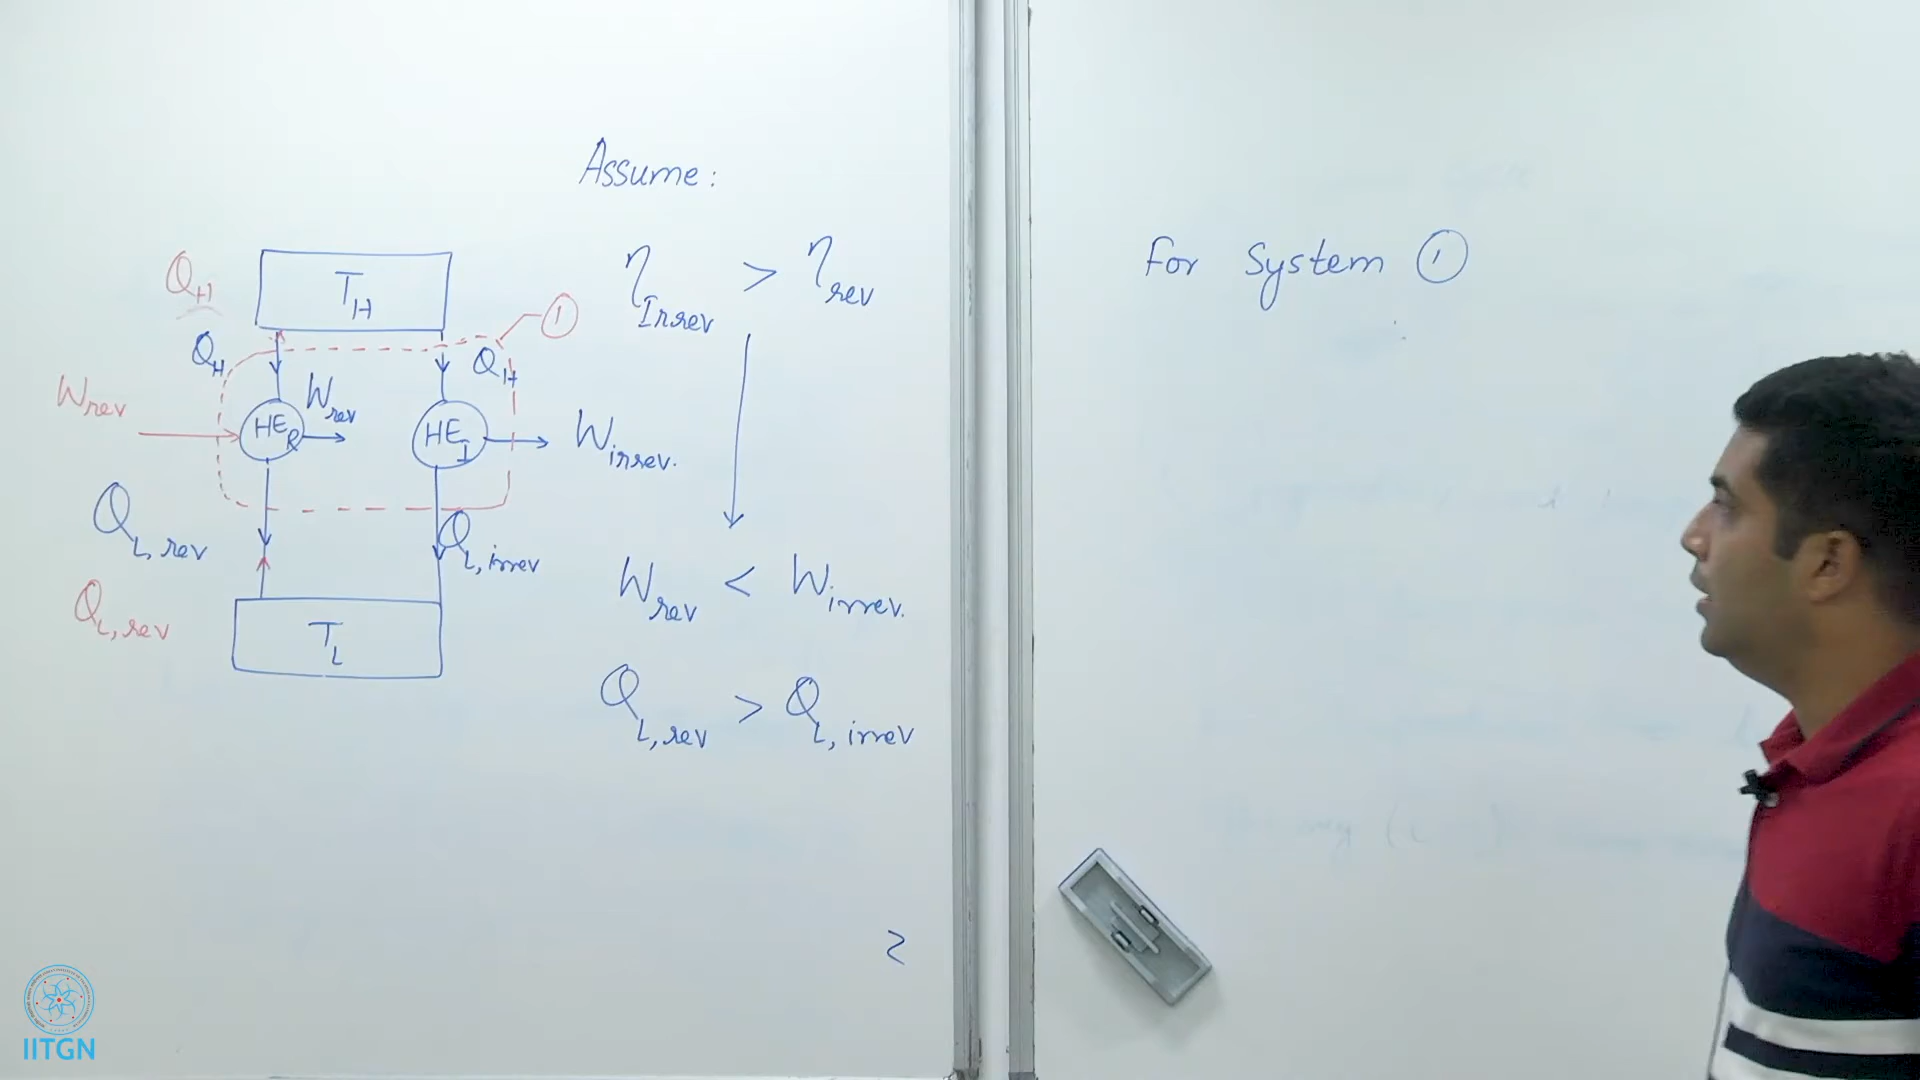 Assume:
η_Irrev > η_rev
Q_H
T_H
1
Q_H
Q_H
W_rev
W_rev
HE_R
HE_I
W_irrev.
Q_L, rev
Q_L, irrev
Q_L, rev
T_L
W_rev < W_irrev.
Q_L, rev > Q_L, irrev
2
For System 1
IITGN